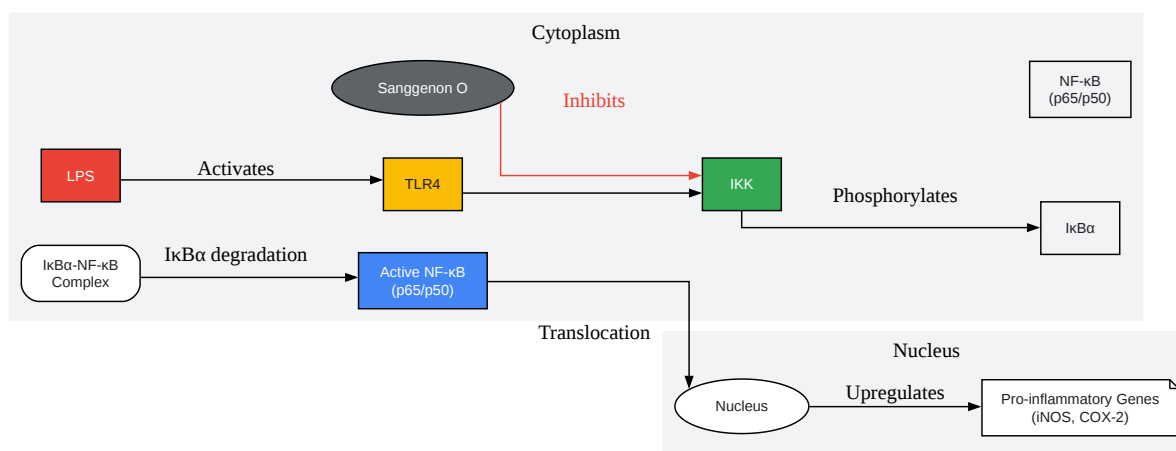 Cytoplasm
Sanggenon O
Inhibits
NF-κB
(p65/p50)
LPS
Activates
TLR4
IKK
Phosphorylates
IκBα
IκBα-NF-κB
Complex
IκBα degradation
Active NF-κB
(p65/p50)
Translocation
Nucleus
Nucleus
Upregulates
Pro-inflammatory Genes
(iNOS, COX-2)